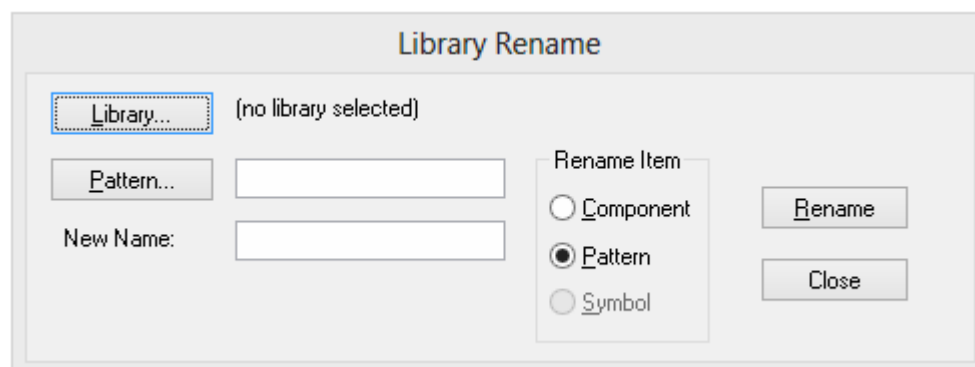 Library Rename
Library... (no library selected)
Pattern...
New Name:
Rename Item
Component
Pattern
Symbol
Rename
Close